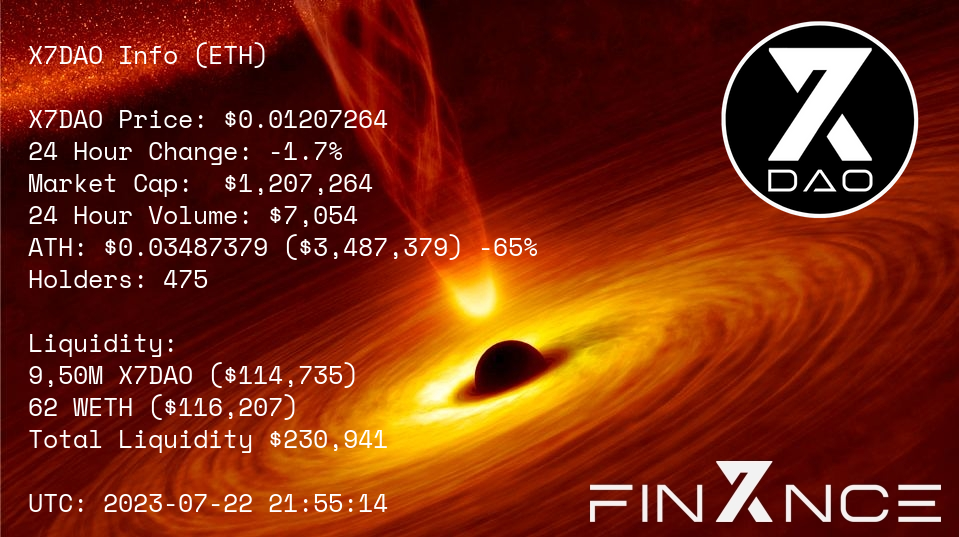 X7DAO Info (ETH)
X7DAO Price: $0.01207264
24 Hour Change: -1.7%
Market Cap:  $1,207,264
24 Hour Volume: $7,054
ATH: $0.03487379 ($3,487,379) -65%
Holders: 475
Liquidity:
9,50M X7DAO ($114,735)
62 WETH ($116,207)
Total Liquidity $230,941
UTC: 2023-07-22 21:55:14
X7
DAO
FINANCE